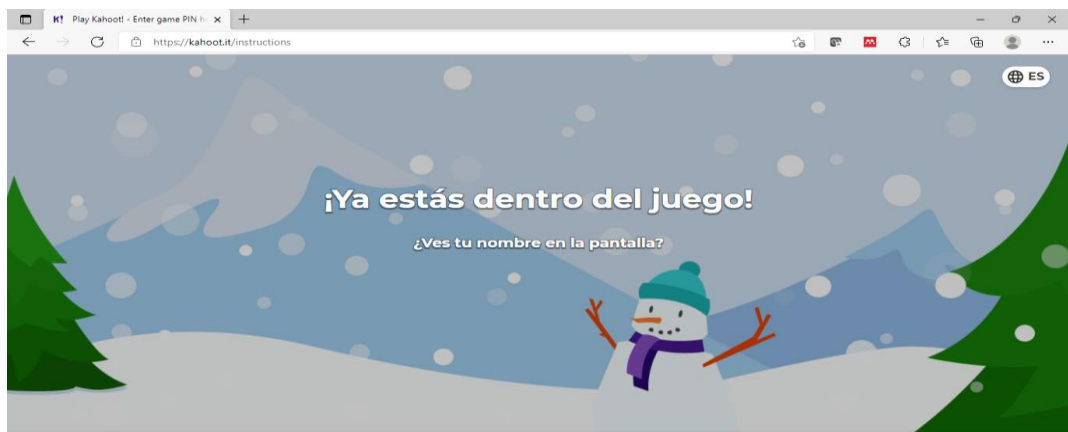 K! Play Kahoot! - Enter game PIN h
https://kahoot.it/instructions
ES
¡Ya estás dentro del juego!
¿Ves tu nombre en la pantalla?